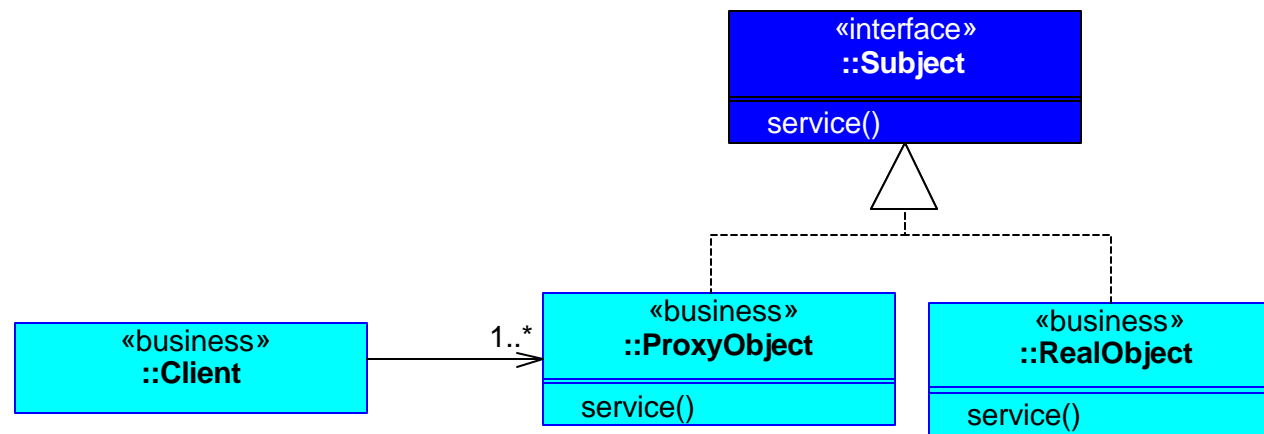 «interface»
::Subject
service()
«business»
::Client
1..*
«business»
::ProxyObject
service()
«business»
::RealObject
service()